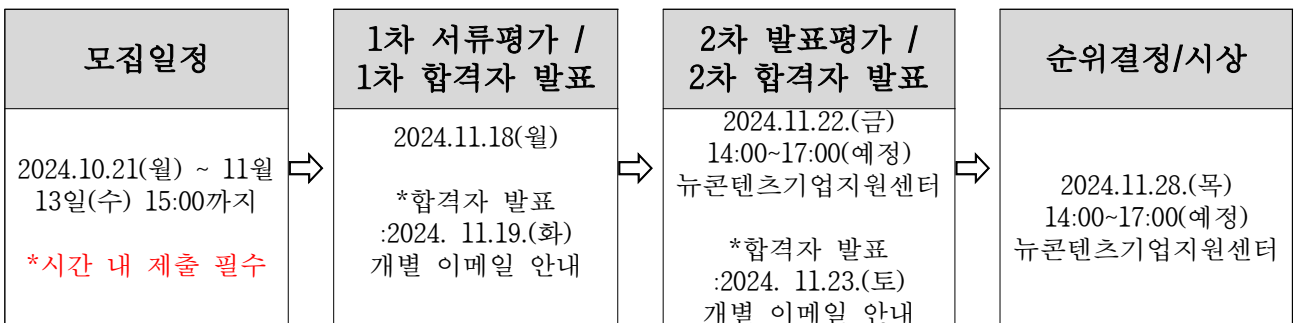 모집일정
2024.10.21(월) ~ 11월
13일(수) 15:00까지
*시간 내 제출 필수
1차 서류평가 /
1차 합격자 발표
2024.11.18(월)
*합격자 발표
:2024. 11.19.(화)
개별 이메일 안내
2차 발표평가 /
2차 합격자 발표
2024.11.22.(금)
14:00~17:00(예정)
뉴콘텐츠기업지원센터
*합격자 발표
:2024. 11.23.(토)
개별 이메일 안내
순위결정/시상
2024.11.28.(목)
14:00~17:00(예정)
뉴콘텐츠기업지원센터